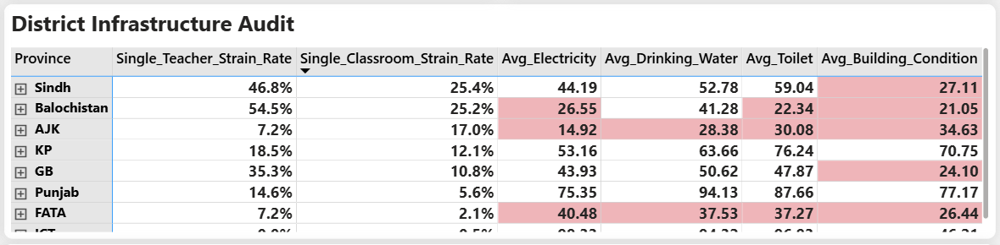 District Infrastructure Audit
Province Single_Teacher_Strain_Rate Single_Classroom_Strain_Rate Avg_Electricity Avg_Drinking_Water Avg_Toilet Avg_Building_Condition
Sindh 46.8% 25.4% 44.19 52.78 59.04 27.11
Balochistan 54.5% 25.2% 26.55 41.28 22.34 21.05
AJK 7.2% 17.0% 14.92 28.38 30.08 34.63
KP 18.5% 12.1% 53.16 63.66 76.24 70.75
GB 35.3% 10.8% 43.93 50.62 47.87 24.10
Punjab 14.6% 5.6% 75.35 94.13 87.66 77.17
FATA 7.2% 2.1% 40.48 37.53 37.27 26.44